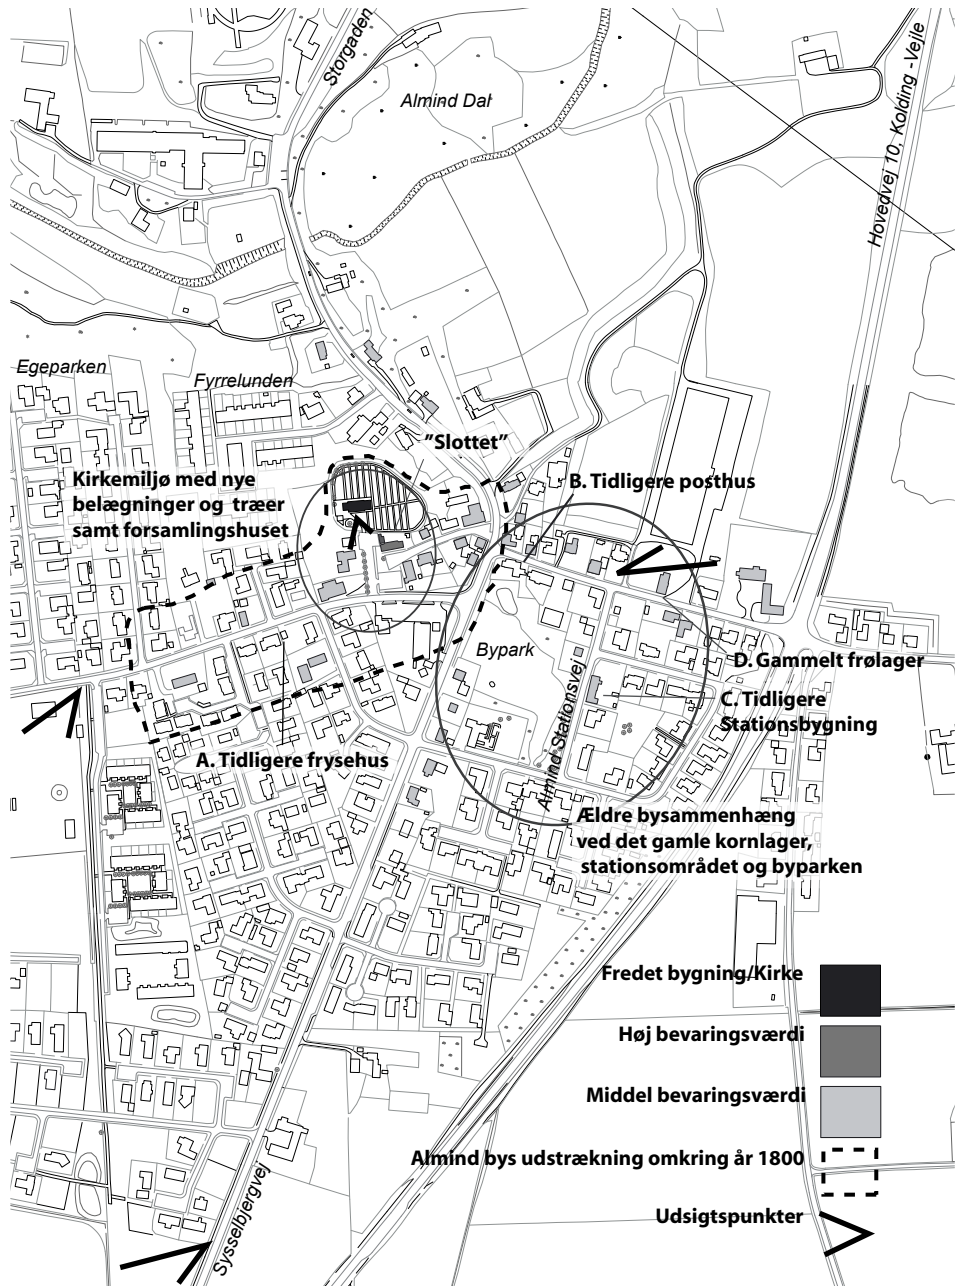 Storgaden
Almind Dal
Hovedvej 10, Kolding -Vejle
Egeparken
Fyrrelunden
"Slottet"
Kirkemiljø med nye
belægninger og træer
samt forsamlingshuset
B. Tidligere posthus
Bypark
D. Gammelt frølager
C. Tidligere
Stationsbygning
Almind Stationsvej
A. Tidligere frysehus
Ældre bysammenhæng
ved det gamle kornlager,
stationsområdet og byparken
Fredet bygning/Kirke
Høj bevaringsværdi
Middel bevaringsværdi
Almind bys udstrækning omkring år 1800
Udsigtspunkter
Sysselbjergvej